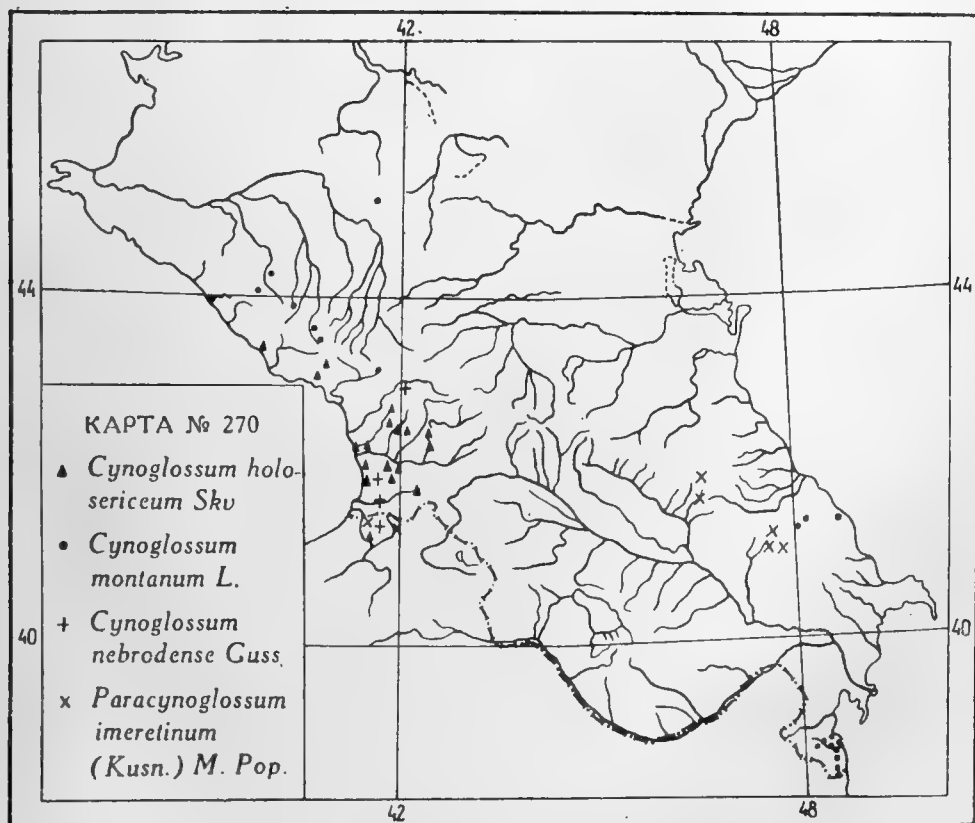 42
48
44
44
КАРТА № 270
Cynoglossum holo-
sericeum Skv
Cynoglossum
montanum L.
40
40
+ Cynoglossum
nebrodense Guss.
x Paracynoglossum
imeretinum
(Kusn.) M. Pop.
42
48